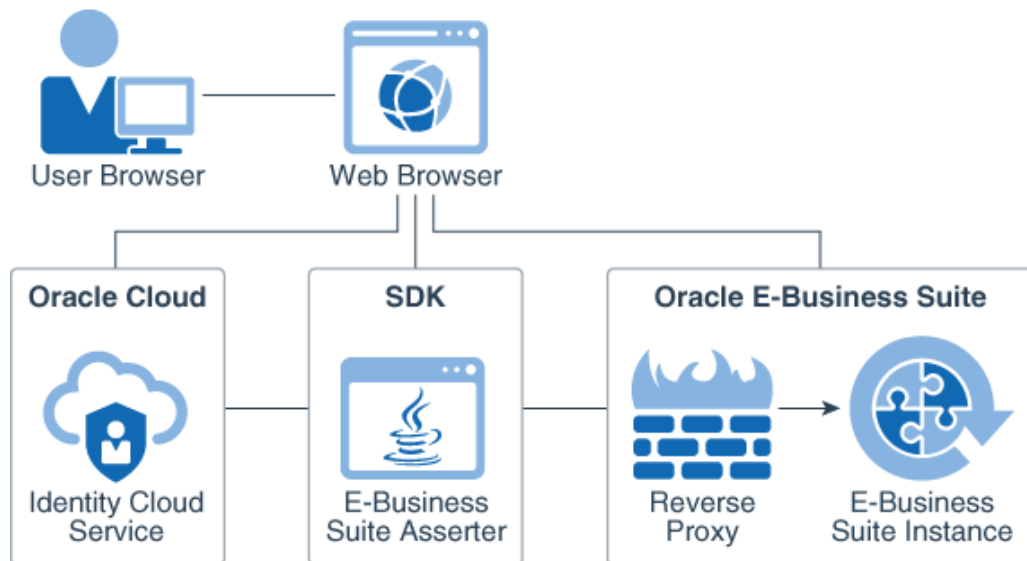 User Browser
Web Browser
Oracle Cloud
SDK
Oracle E-Business Suite
Identity Cloud
Service
E-Business
Suite Asserter
Reverse
Proxy
E-Business
Suite Instance